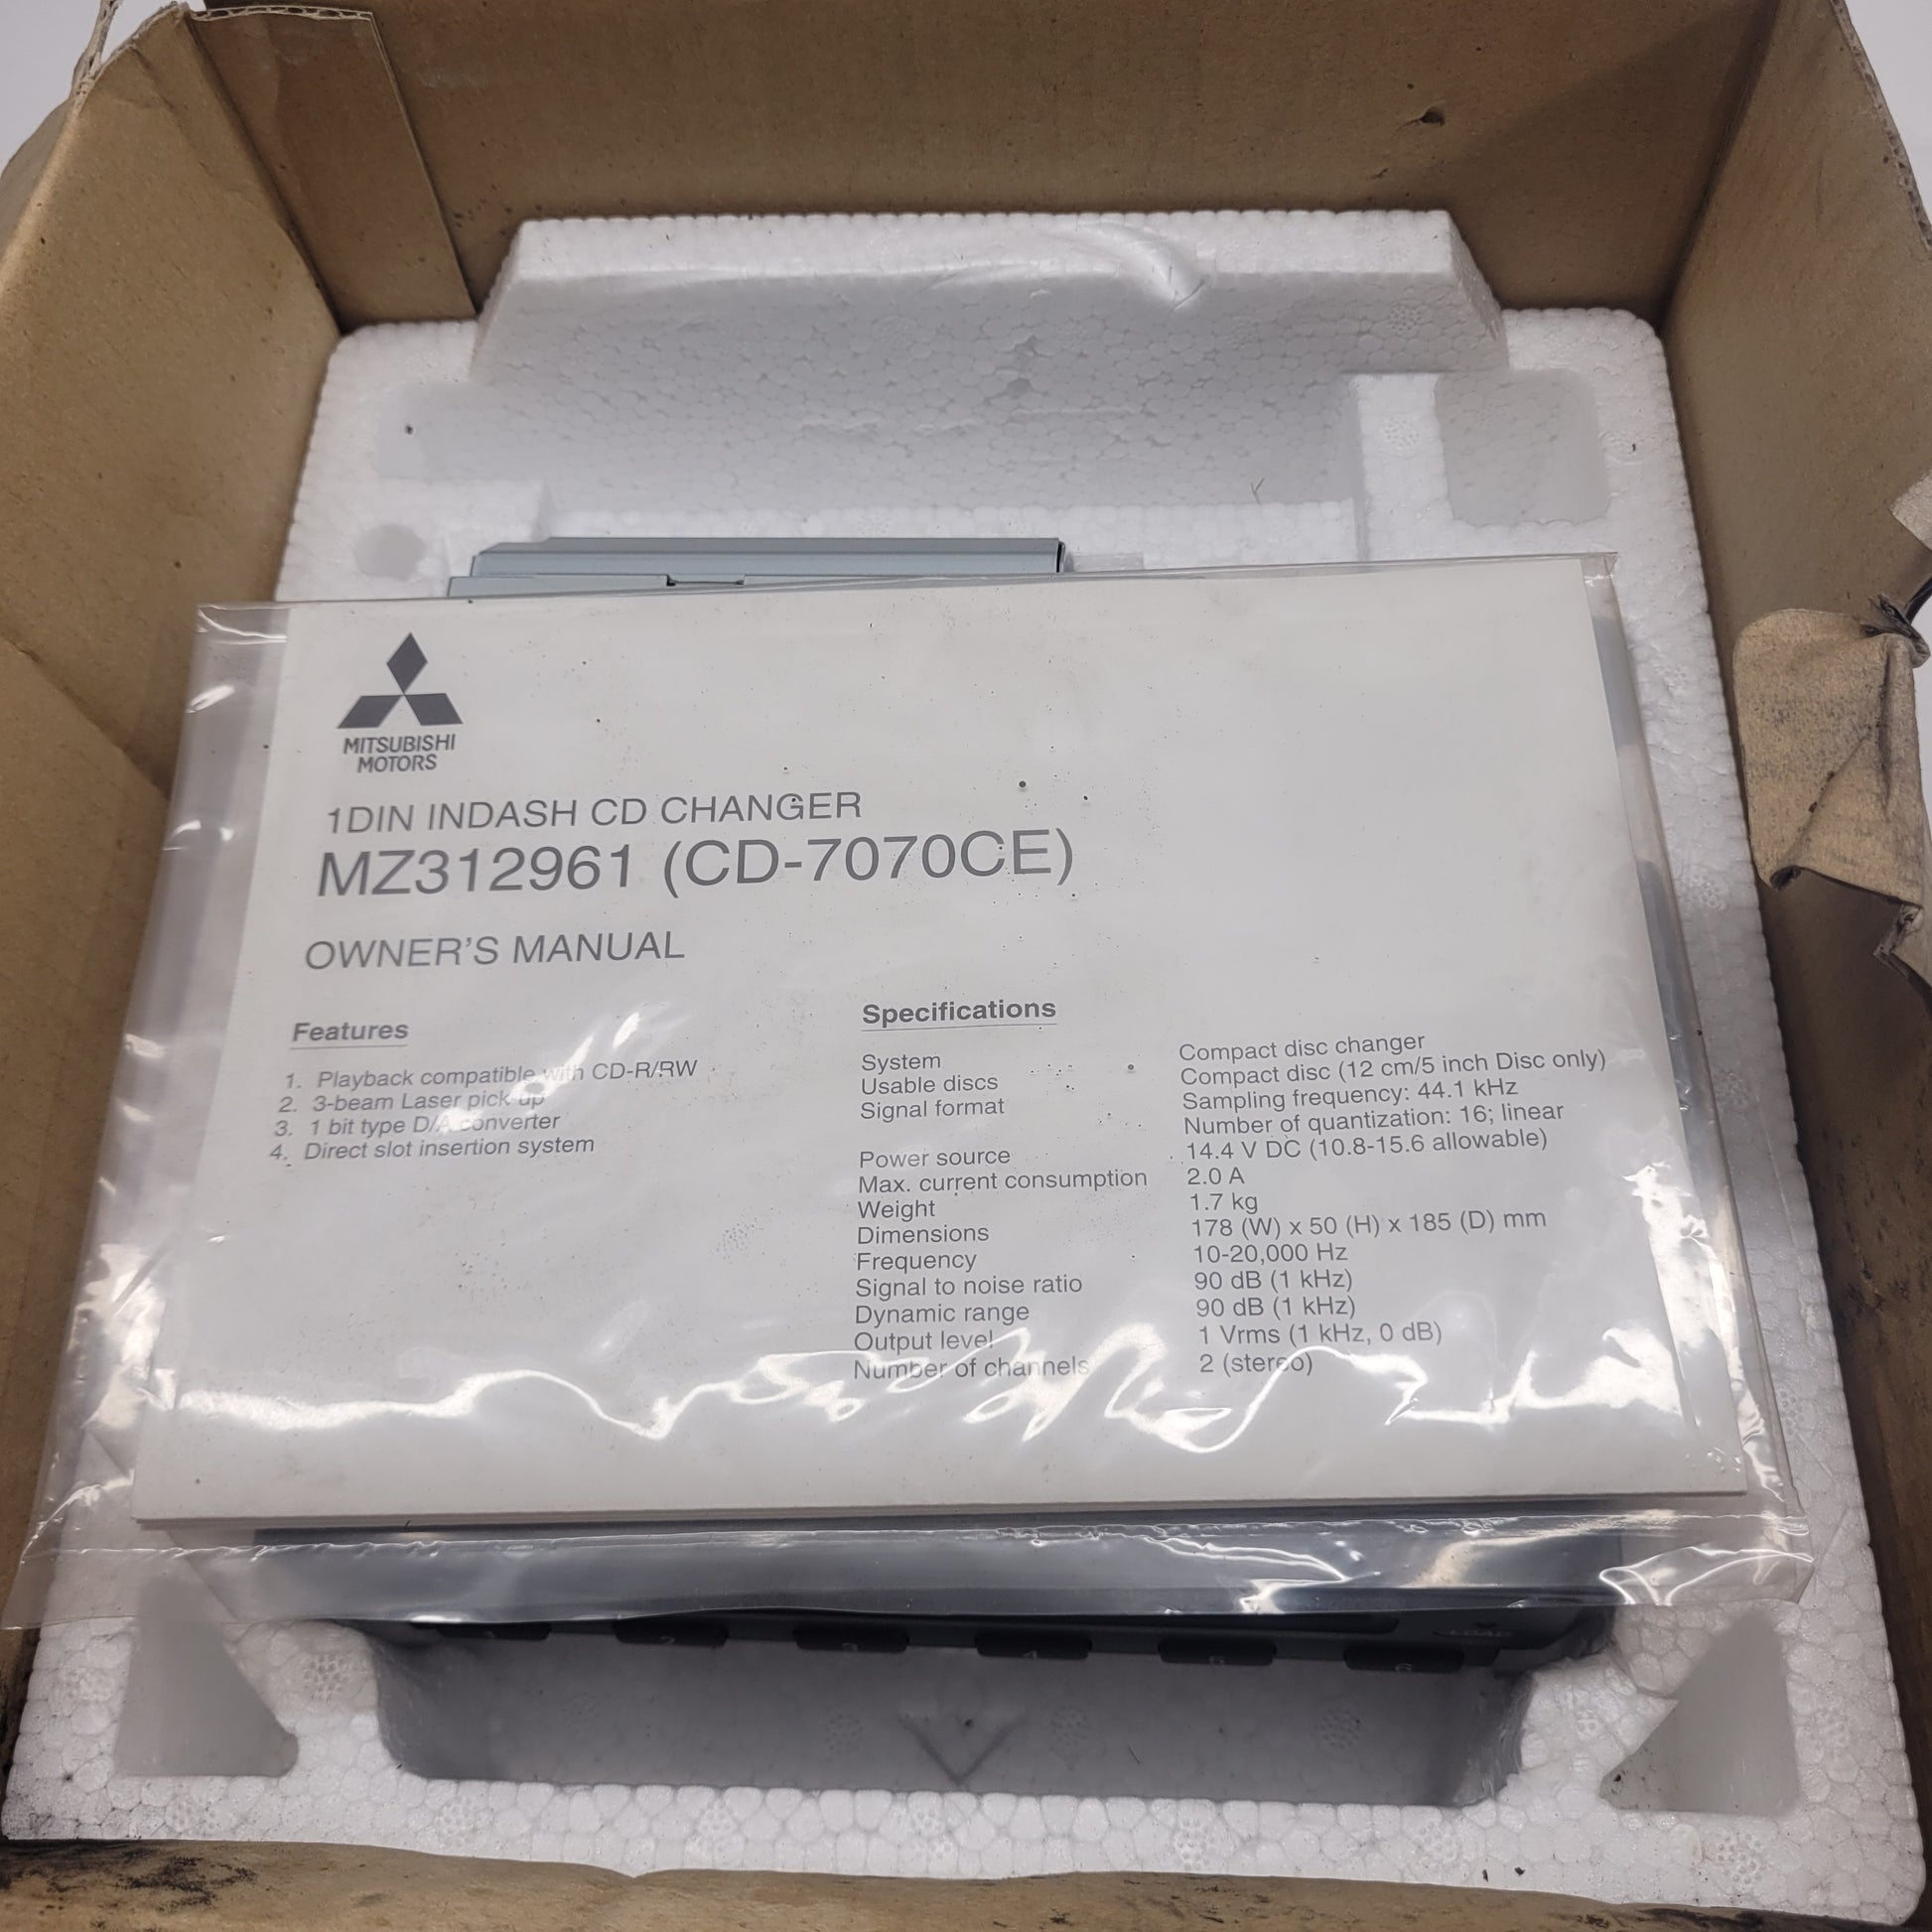 MITSUBISHI
MOTORS
1DIN INDASH CD CHANGER
MZ312961 (CD-7070CE)
OWNER'S MANUAL
Features
1. Playback compatible with CD-R/RW
2. 3-beam Laser pick up
3. 1 bit type D/A converter
4. Direct slot insertion system
Specifications
System Compact disc changer
Usable discs Compact disc (12 cm/5 inch Disc only)
Signal format Sampling frequency: 44.1 kHz
Number of quantization: 16; linear
Power source 14.4 V DC (10.8-15.6 allowable)
Max. current consumption 2.0 A
Weight 1.7 kg
Dimensions 178 (W) x 50 (H) x 185 (D) mm
Frequency 10-20,000 Hz
Signal to noise ratio 90 dB (1 kHz)
Dynamic range 90 dB (1 kHz)
Output level 1 Vrms (1 kHz, 0 dB)
Number of channels 2 (stereo)
1 2 3 4 5 6